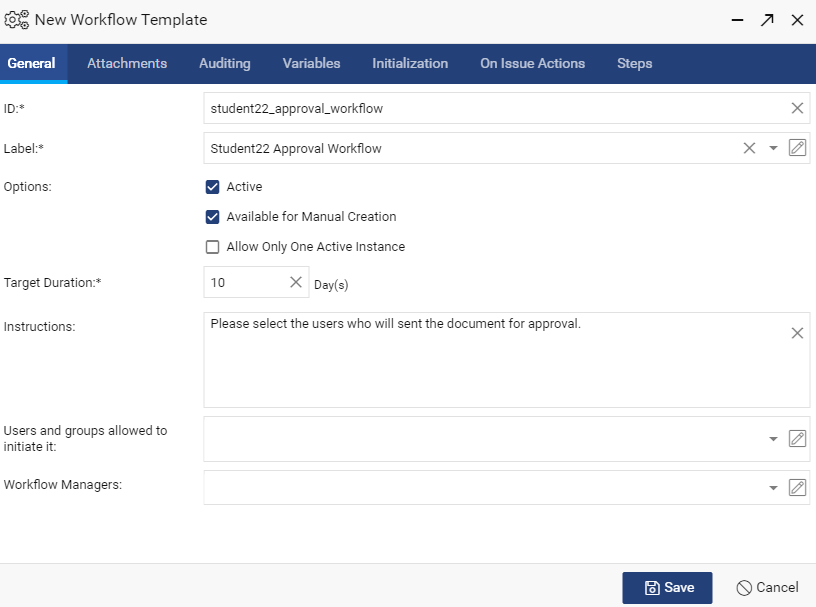 New Workflow Template
General Attachments Auditing Variables Initialization On Issue Actions Steps
ID:* student22_approval_workflow
Label:* Student22 Approval Workflow
Options: Active
Available for Manual Creation
Allow Only One Active Instance
Target Duration:* 10 Day(s)
Instructions: Please select the users who will sent the document for approval.
Users and groups allowed to
initiate it:
Workflow Managers:
Save Cancel